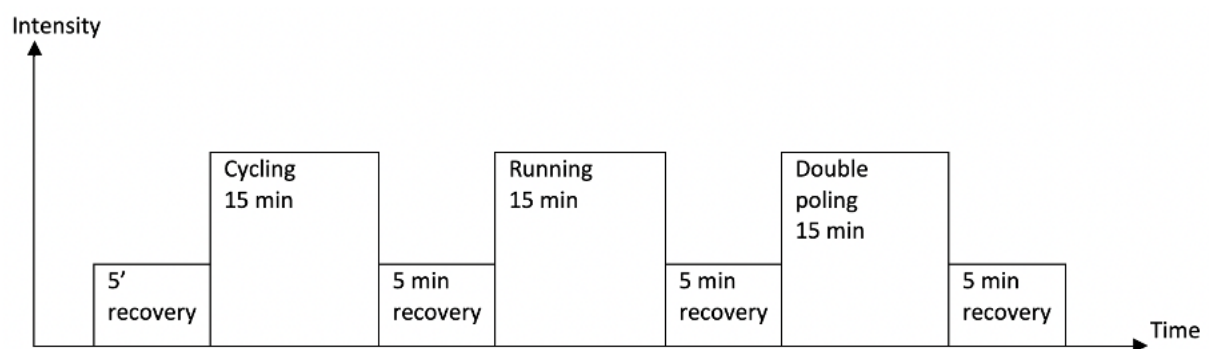 Intensity
Cycling
15 min
Running
15 min
Double
poling
15 min
5’
recovery
5 min
recovery
5 min
recovery
5 min
recovery
Time